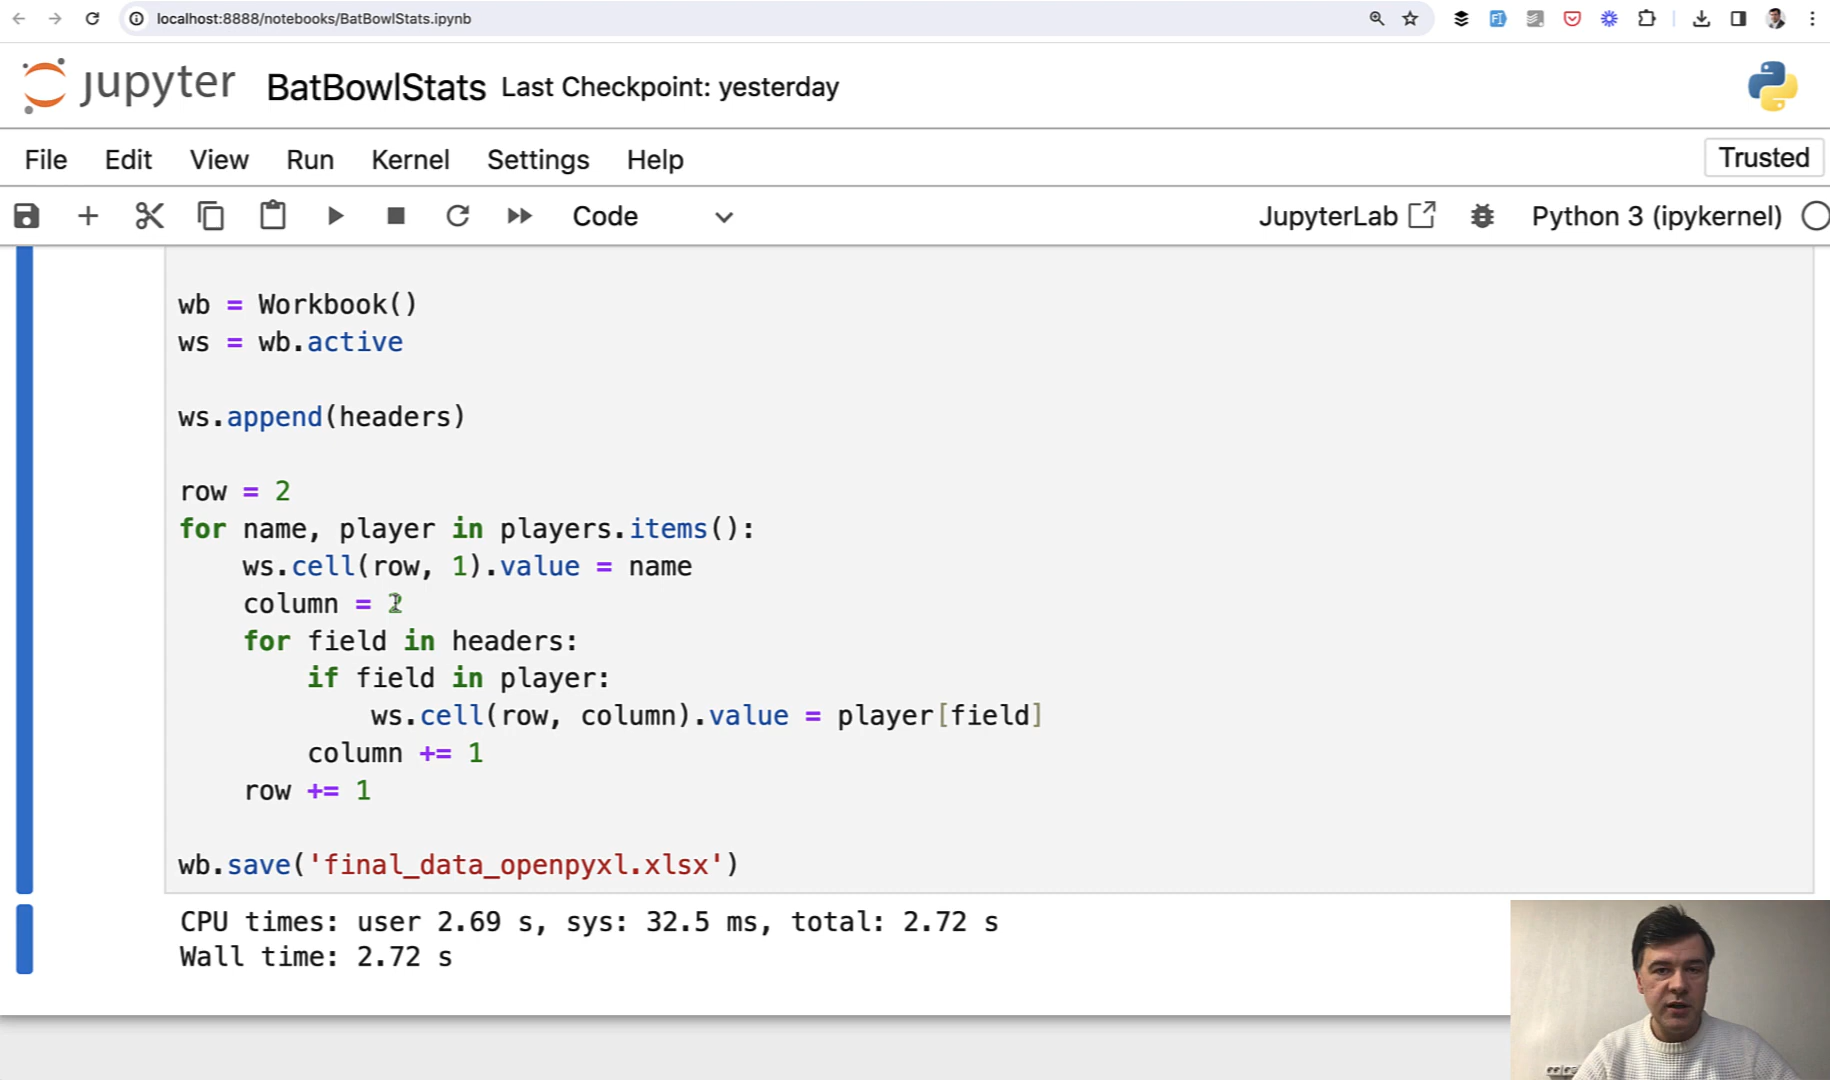 localhost:8888/notebooks/BatBowlStats.ipynb
jupyter BatBowlStats Last Checkpoint: yesterday
File Edit View Run Kernel Settings Help Trusted
Code JupyterLab Python 3 (ipykernel)
wb = Workbook()
ws = wb.active
ws.append(headers)
row = 2
for name, player in players.items():
    ws.cell(row, 1).value = name
    column = 2
    for field in headers:
        if field in player:
            ws.cell(row, column).value = player[field]
        column += 1
    row += 1
wb.save('final_data_openpyxl.xlsx')
CPU times: user 2.69 s, sys: 32.5 ms, total: 2.72 s
Wall time: 2.72 s